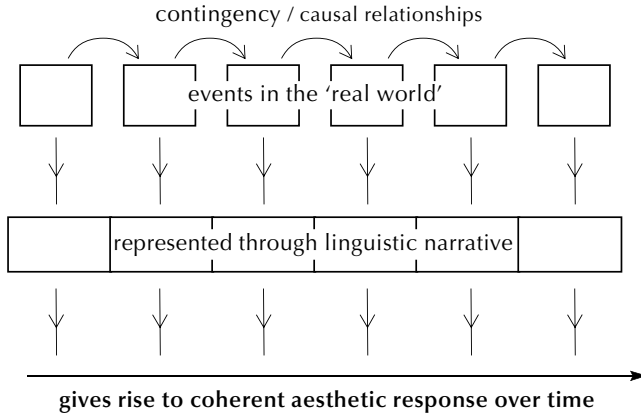 contingency / causal relationships
events in the ‘real world’
represented through linguistic narrative
gives rise to coherent aesthetic response over time